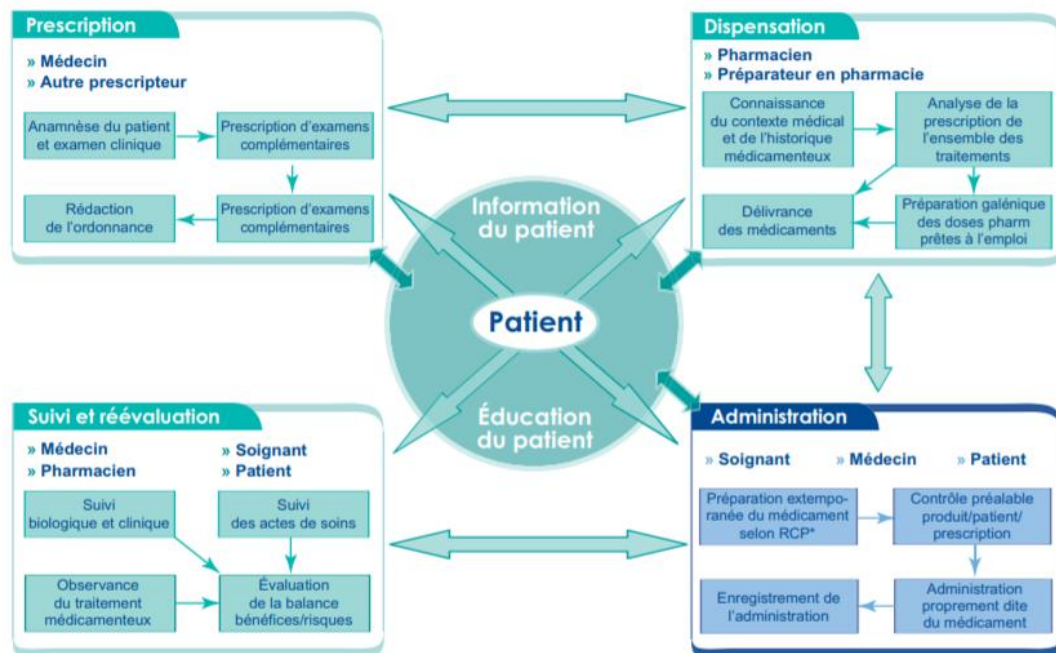 Prescription
» Médecin
» Autre prescripteur
Anamnèse du patient
et examen clinique
Prescription d'examens
complémentaires
Rédaction
de l'ordonnance
Prescription d'examens
complémentaires
Dispensation
» Pharmacien
» Préparateur en pharmacie
Connaissance
du contexte médical
et de l'historique
médicamenteux
Analyse de la
prescription de
l'ensemble des
traitements
Délivrance
des médicaments
Préparation galénique
des doses pharm
prêtes à l'emploi
Information
du patient
Patient
Éducation
du patient
Suivi et réévaluation
» Médecin
» Pharmacien
» Soignant
» Patient
Suivi
biologique et clinique
Suivi
des actes de soins
Observance
du traitement
médicamenteux
Évaluation
de la balance
bénéfices/risques
Administration
» Soignant
» Médecin
» Patient
Préparation extempo-
ranée du médicament
selon RCP*
Contrôle préalable
produit/patient/
prescription
Enregistrement de
l'administration
Administration
proprement dite
du médicament